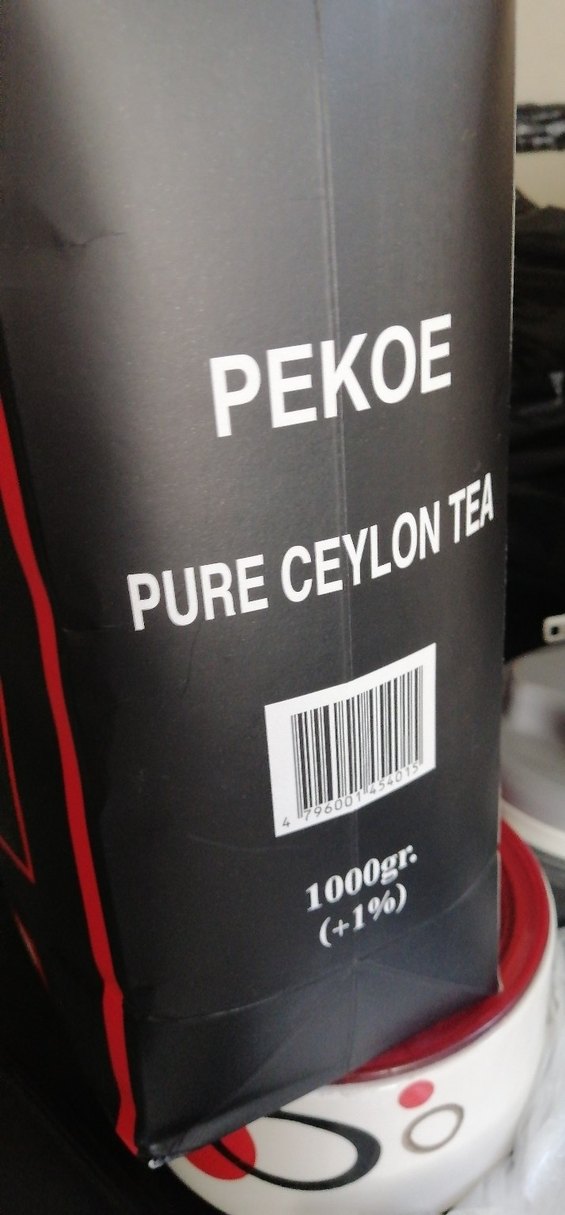 PEKOE
PURE CEYLON TEA
4 796001 454015
1000gr.
(+1%)